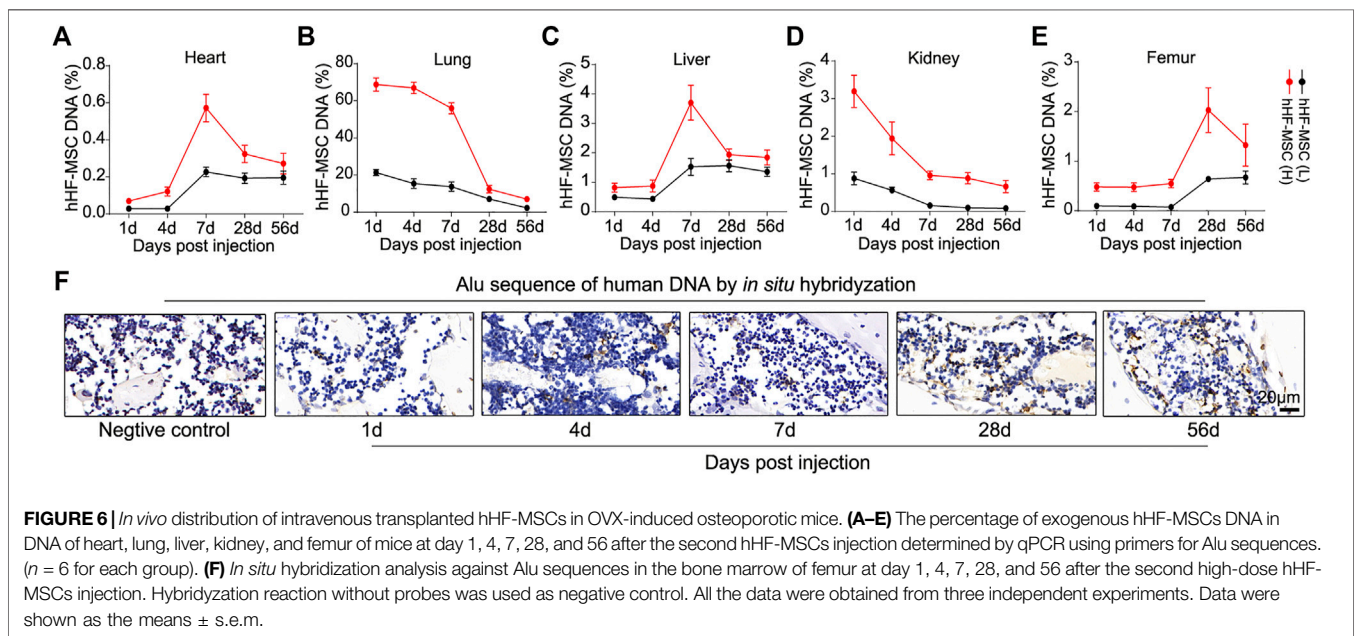 A
Heart
hHF-MSC DNA (%)
0.8
0.6
0.4
0.2
0.0
1d 4d 7d 28d 56d
Days post injection
B
Lung
hHF-MSC DNA (%)
80
60
40
20
0
1d 4d 7d 28d 56d
Days post injection
C
Liver
hHF-MSC DNA (%)
5
4
3
2
1
0
1d 4d 7d 28d 56d
Days post injection
D
Kidney
hHF-MSC DNA (%)
4
3
2
1
0
1d 4d 7d 28d 56d
Days post injection
E
Femur
hHF-MSC DNA (%)
3
2
1
0
1d 4d 7d 28d 56d
Days post injection
hHF-MSC (L)
hHF-MSC (H)
F
Alu sequence of human DNA by in situ hybridyzation
20μm
Negtive control 1d 4d 7d 28d 56d
Days post injection
FIGURE 6 | In vivo distribution of intravenous transplanted hHF-MSCs in OVX-induced osteoporotic mice. (A–E) The percentage of exogenous hHF-MSCs DNA in
DNA of heart, lung, liver, kidney, and femur of mice at day 1, 4, 7, 28, and 56 after the second hHF-MSCs injection determined by qPCR using primers for Alu sequences.
(n = 6 for each group). (F) In situ hybridization analysis against Alu sequences in the bone marrow of femur at day 1, 4, 7, 28, and 56 after the second high-dose hHF-
MSCs injection. Hybridyzation reaction without probes was used as negative control. All the data were obtained from three independent experiments. Data were
shown as the means ± s.e.m.